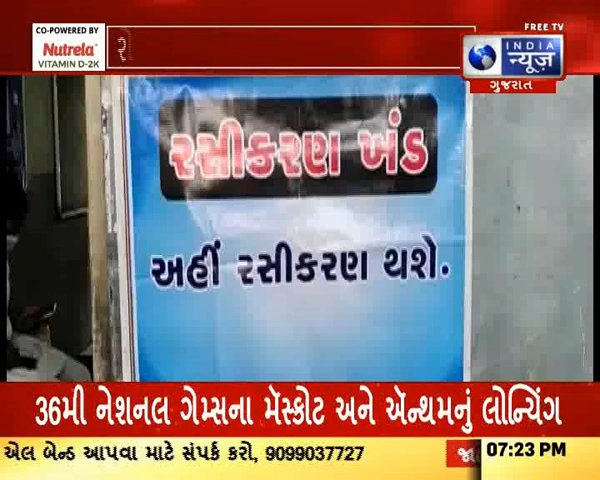 CO-POWERED BY
Nutrela
VITAMIN D-2K
FREE TV
INDIA
न्यूज़
ગુજરાત
રસીકરણ ખંડ
અહીં રસીકરણ થશે.
36મી નેશનલ ગેમ્સના મૅસ્કોટ અને ઍન્થમનું લોન્ચિંગ
એલ બેન્ડ આપવા માટે સંપર્ક કરો, 9099037727
07:23 PM